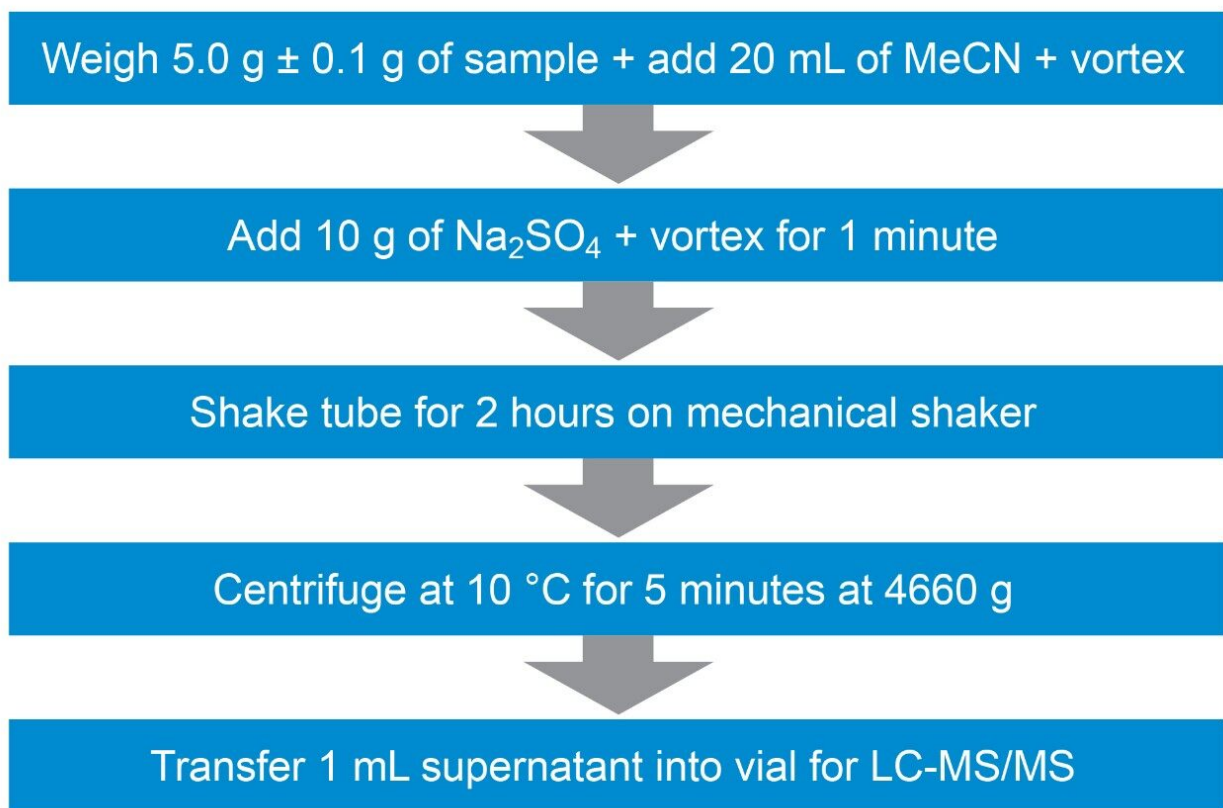 Weigh 5.0 g ± 0.1 g of sample + add 20 mL of MeCN + vortex
Add 10 g of Na₂SO₄ + vortex for 1 minute
Shake tube for 2 hours on mechanical shaker
Centrifuge at 10 °C for 5 minutes at 4660 g
Transfer 1 mL supernatant into vial for LC-MS/MS